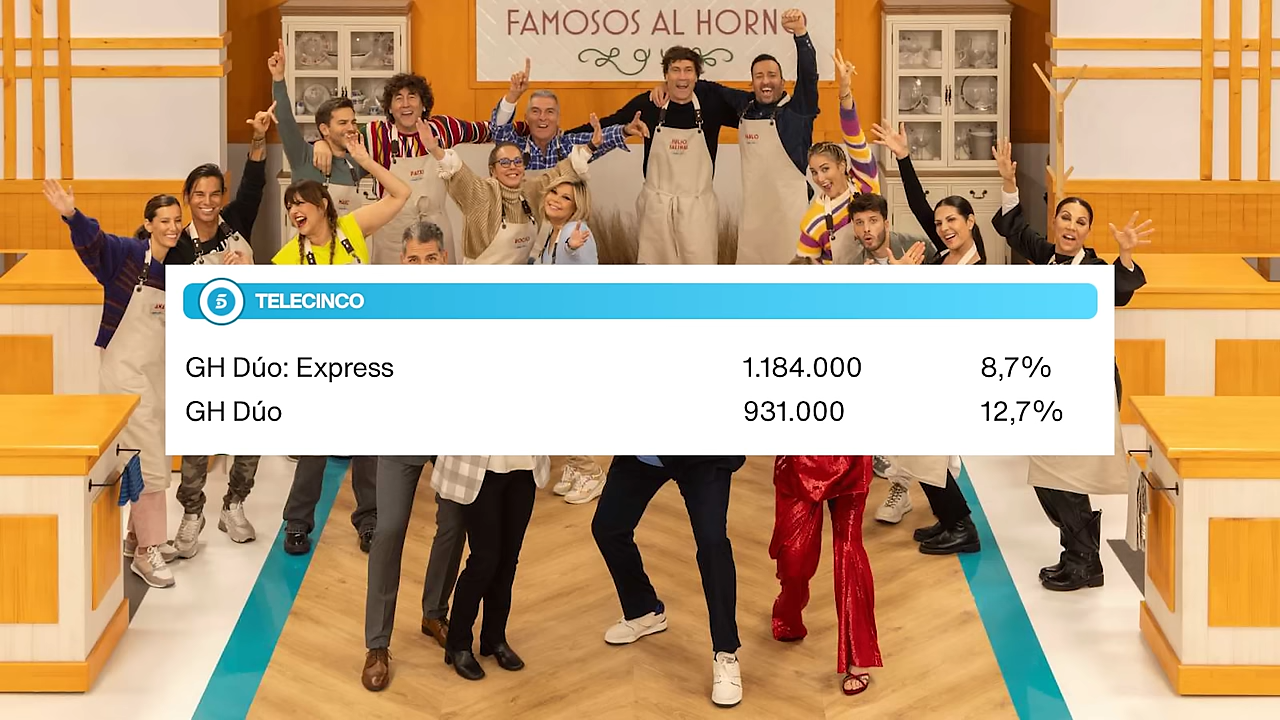 FAMOSOS AL HORNO
JULIO
5 TELECINCO
GH Dúo: Express 1.184.000 8,7%
GH Dúo 931.000 12,7%